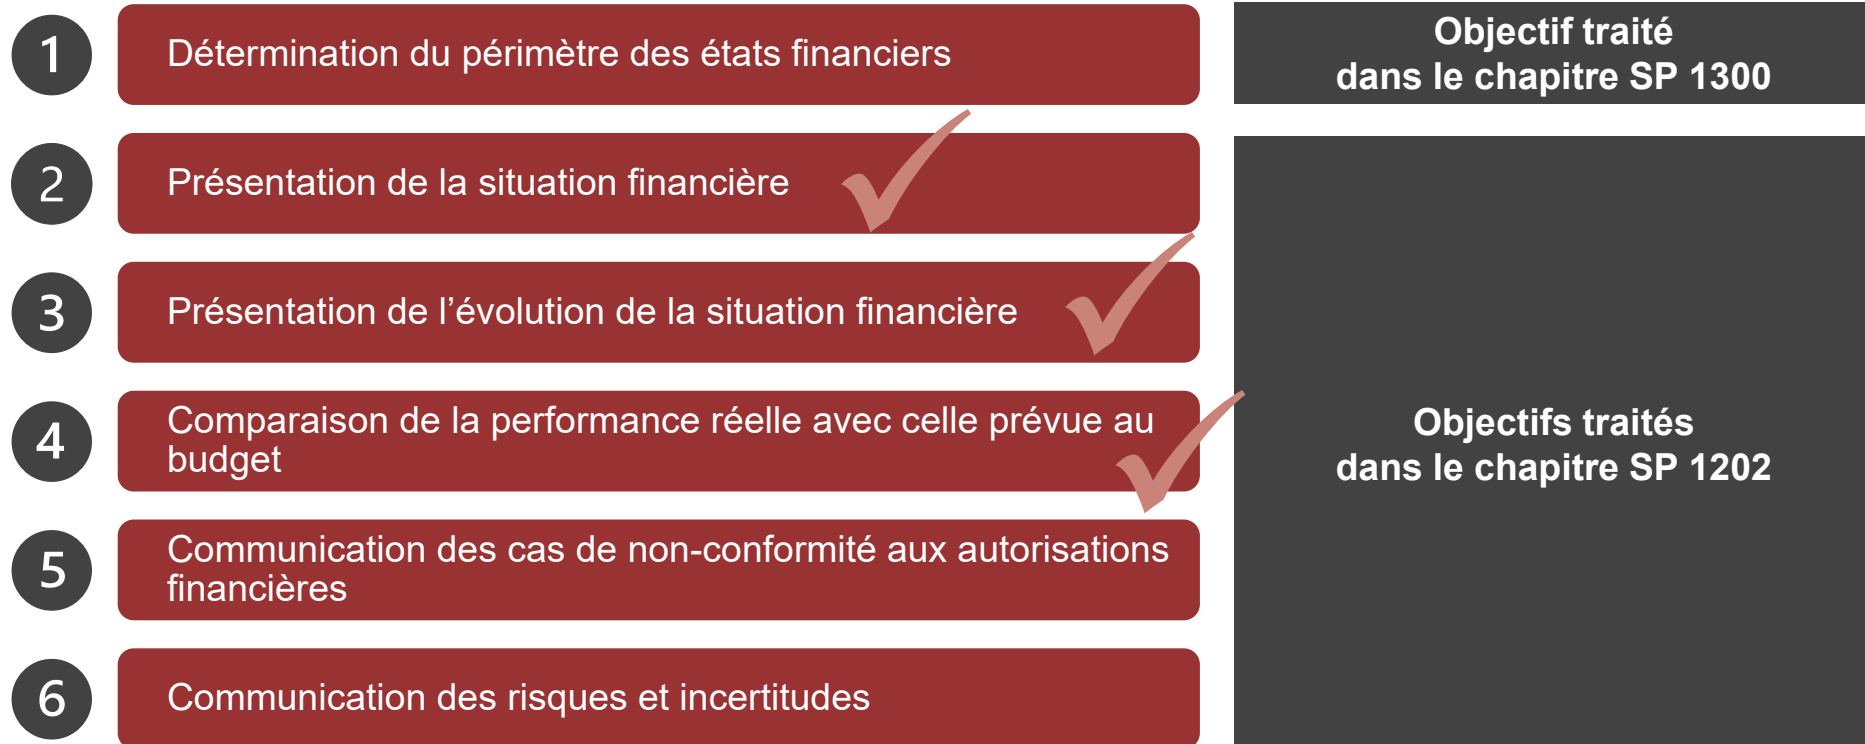 1
Détermination du périmètre des états financiers
Objectif traité
dans le chapitre SP 1300
2
Présentation de la situation financière
3
Présentation de l’évolution de la situation financière
4
Comparaison de la performance réelle avec celle prévue au
budget
5
Communication des cas de non-conformité aux autorisations
financières
6
Communication des risques et incertitudes
Objectifs traités
dans le chapitre SP 1202